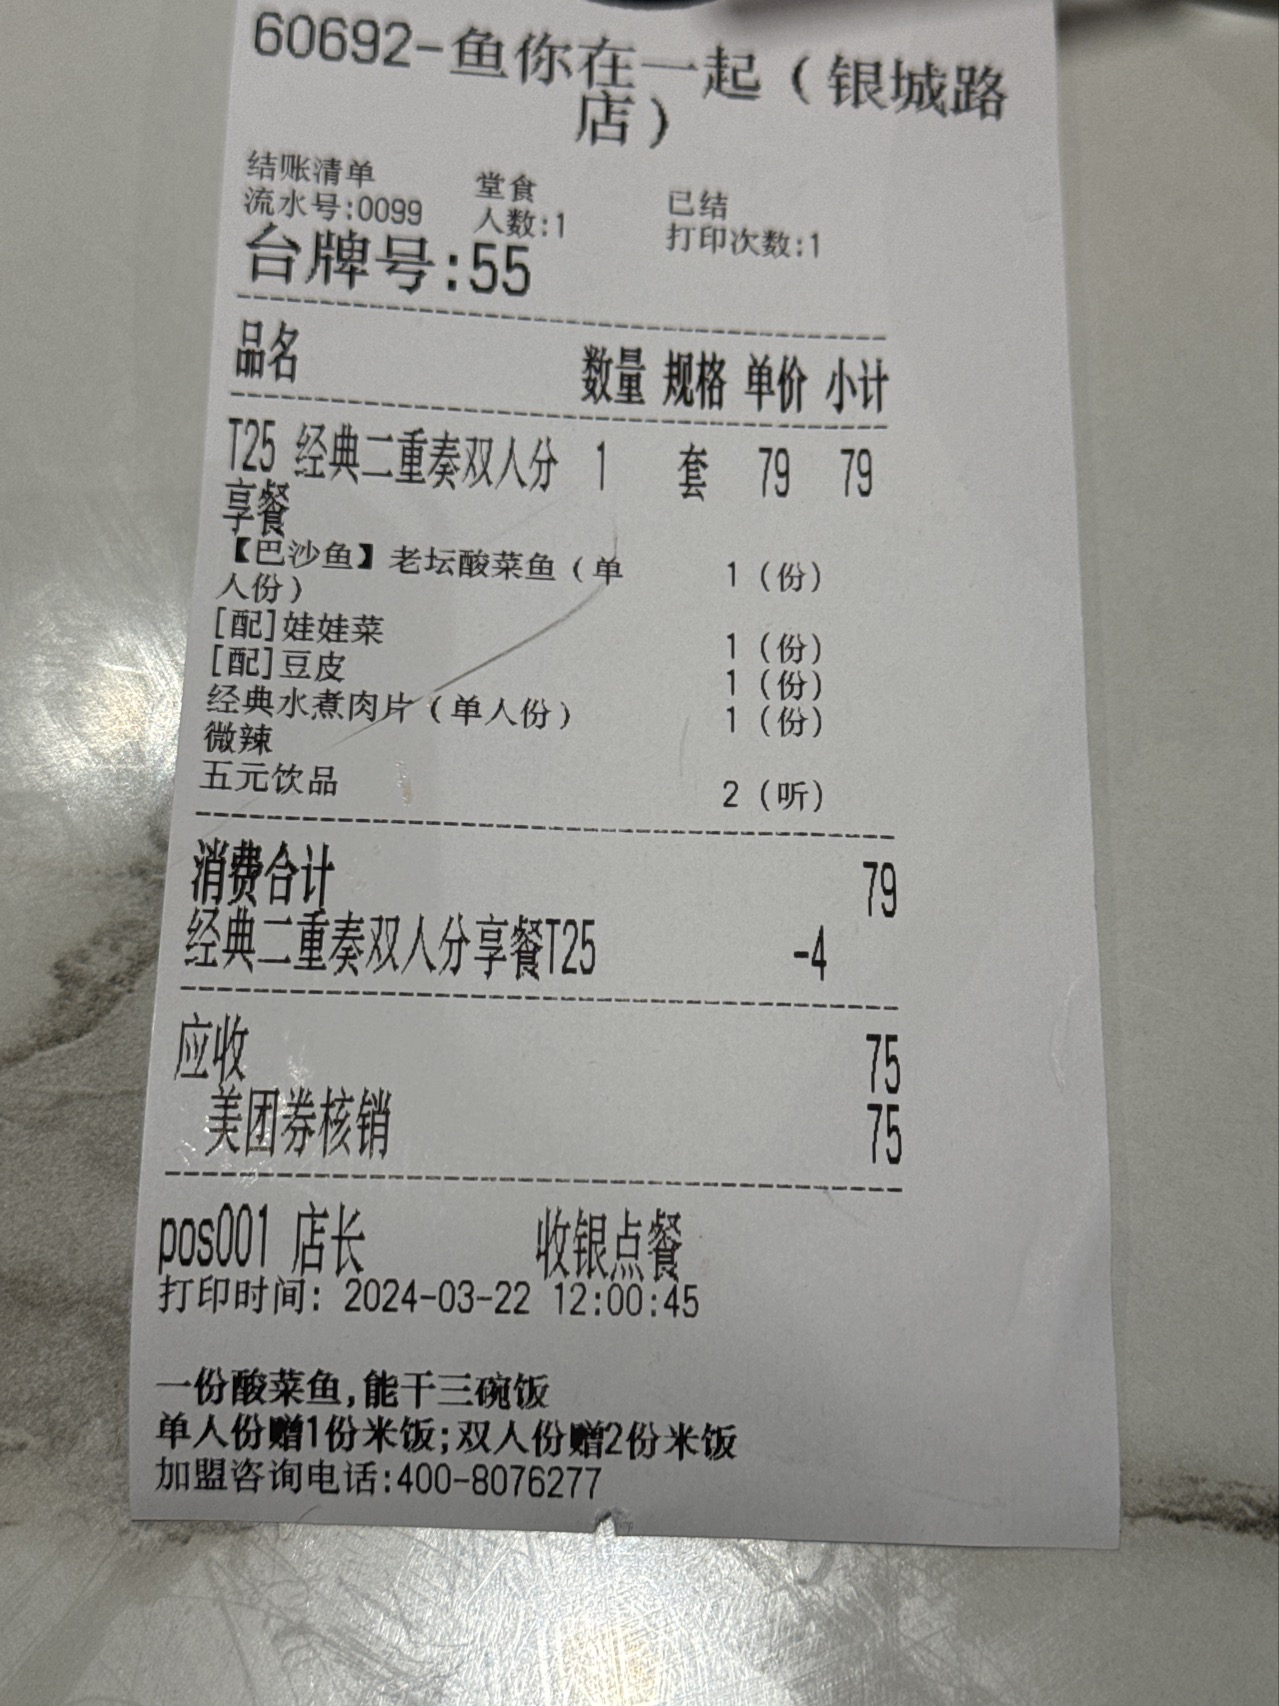 60692-鱼你在一起（银城路
店）
结账清单 堂食 已结
流水号:0099 人数:1 打印次数:1
台牌号:55
品名 数量 规格 单价 小计
T25 经典二重奏双人分 1 套 79 79
享餐
【巴沙鱼】老坛酸菜鱼（单 1（份）
人份）
[配]娃娃菜 1（份）
[配]豆皮 1（份）
经典水煮肉片（单人份） 1（份）
微辣
五元饮品 2（听）
消费合计 79
经典二重奏双人分享餐T25 -4
应收 75
美团券核销 75
pos001 店长 收银点餐
打印时间: 2024-03-22 12:00:45
一份酸菜鱼,能干三碗饭
单人份赠1份米饭;双人份赠2份米饭
加盟咨询电话:400-8076277